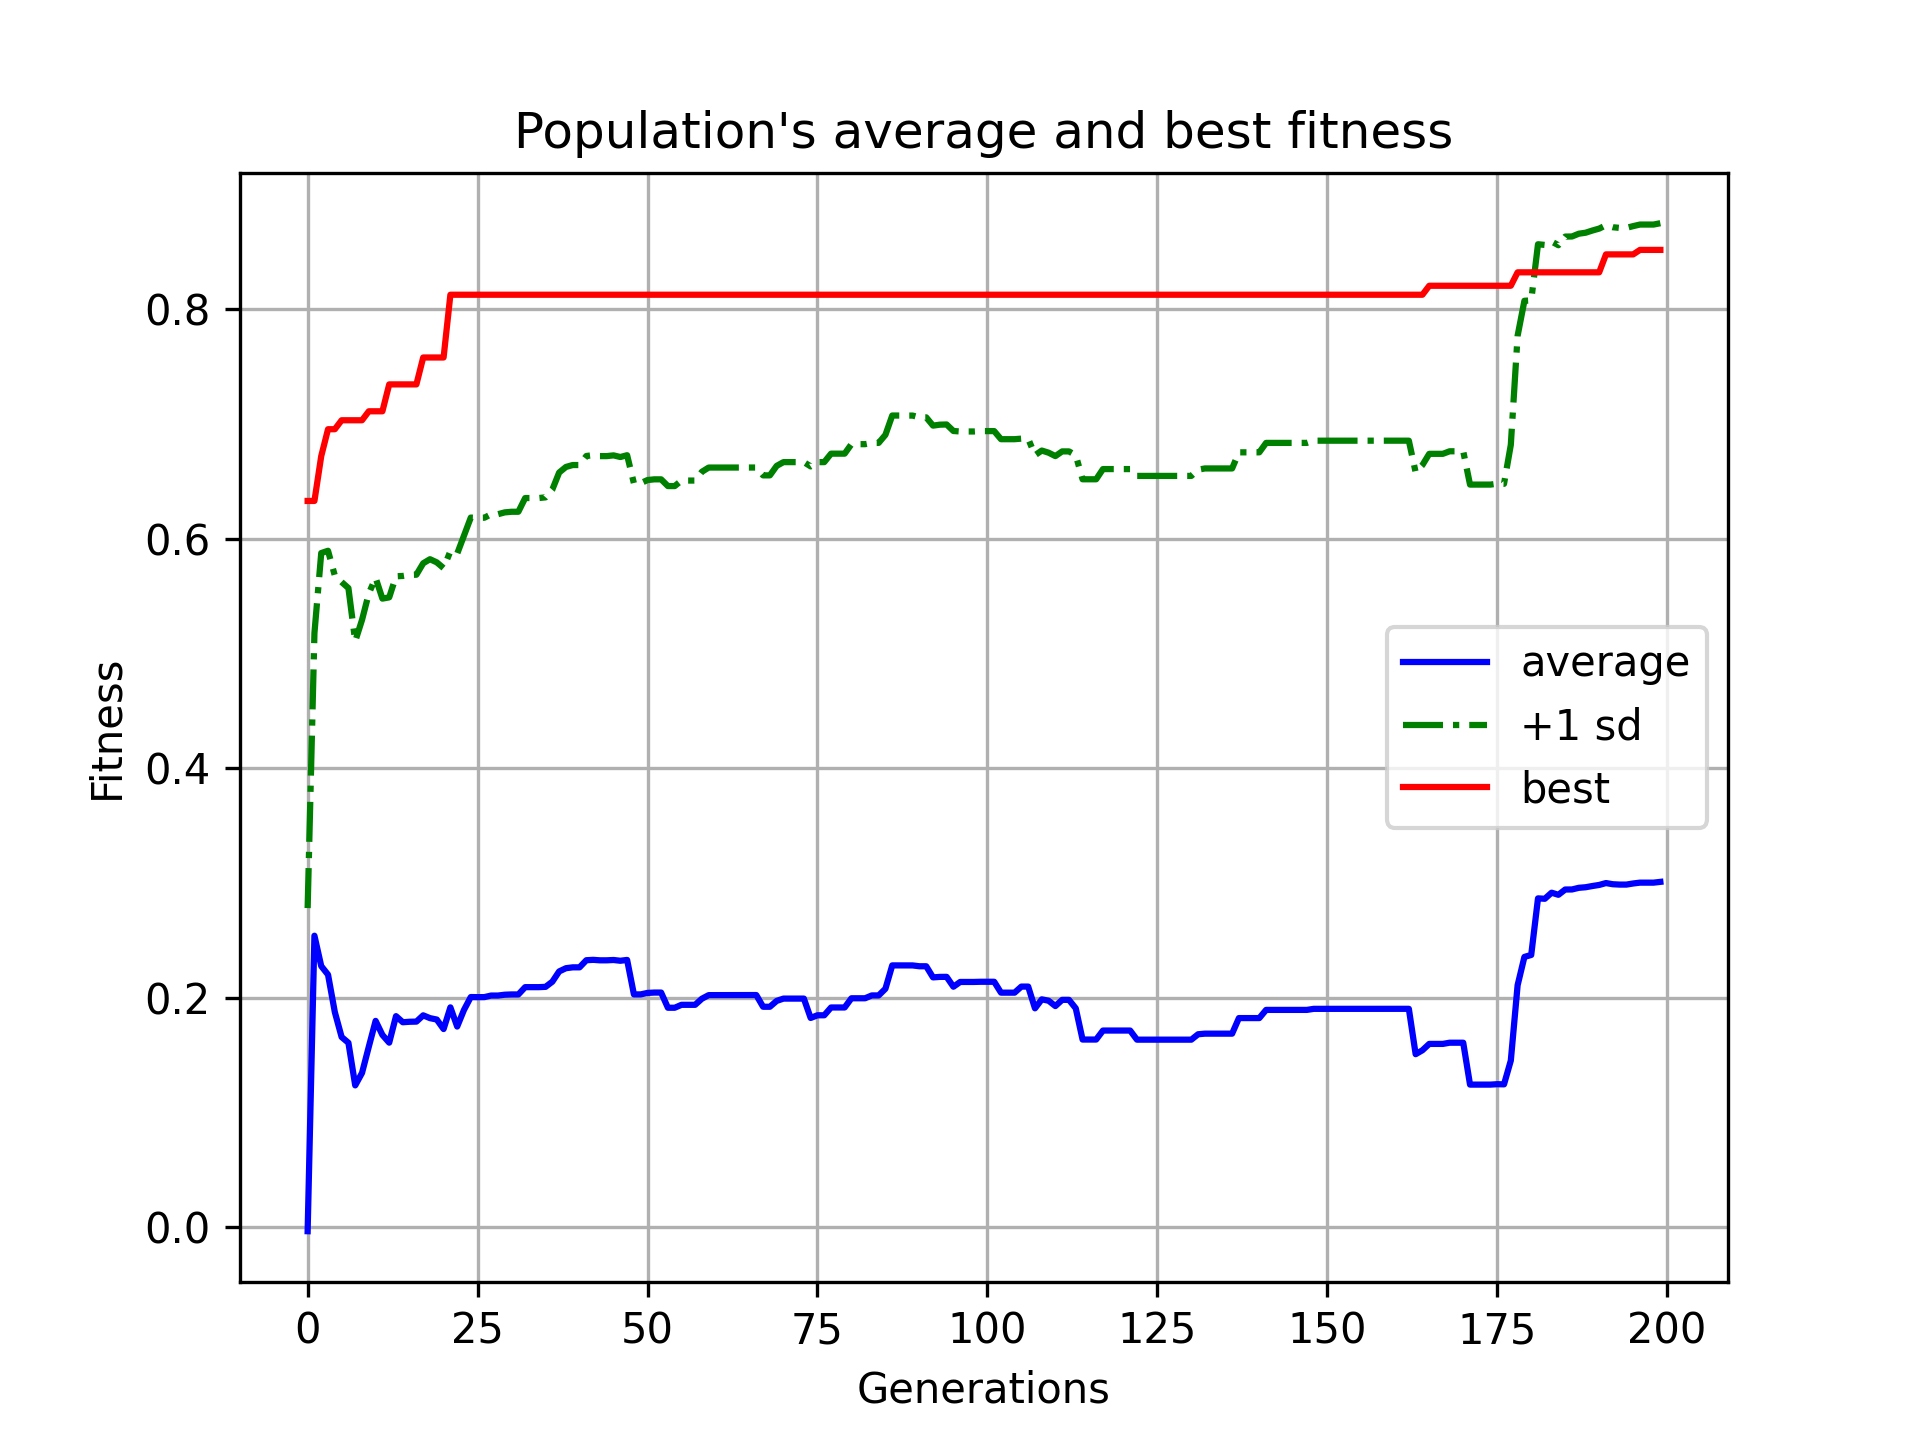 Population's average and best fitness
Fitness
0.8
0.6
0.4
0.2
0.0
average
+1 sd
best
0 25 50 75 100 125 150 175 200
Generations